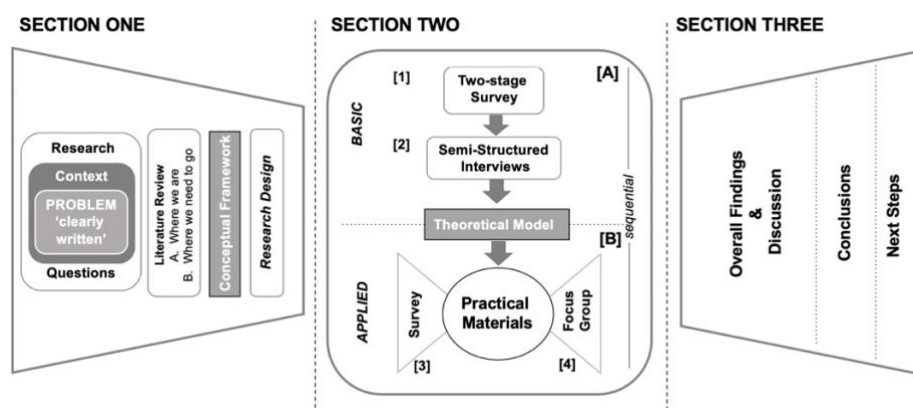 SECTION ONE
Research
Context
PROBLEM
‘clearly
written’
Questions
Literature Review
A. Where we are
B. Where we need to go
Conceptual Framework
Research Design
SECTION TWO
[1]
[A]
Two-stage
Survey
BASIC
[2]
Semi-Structured
Interviews
sequential
Theoretical Model
[B]
APPLIED
Survey
[3]
Practical
Materials
Focus
Group
[4]
SECTION THREE
Overall Findings
&
Discussion
Conclusions
Next Steps